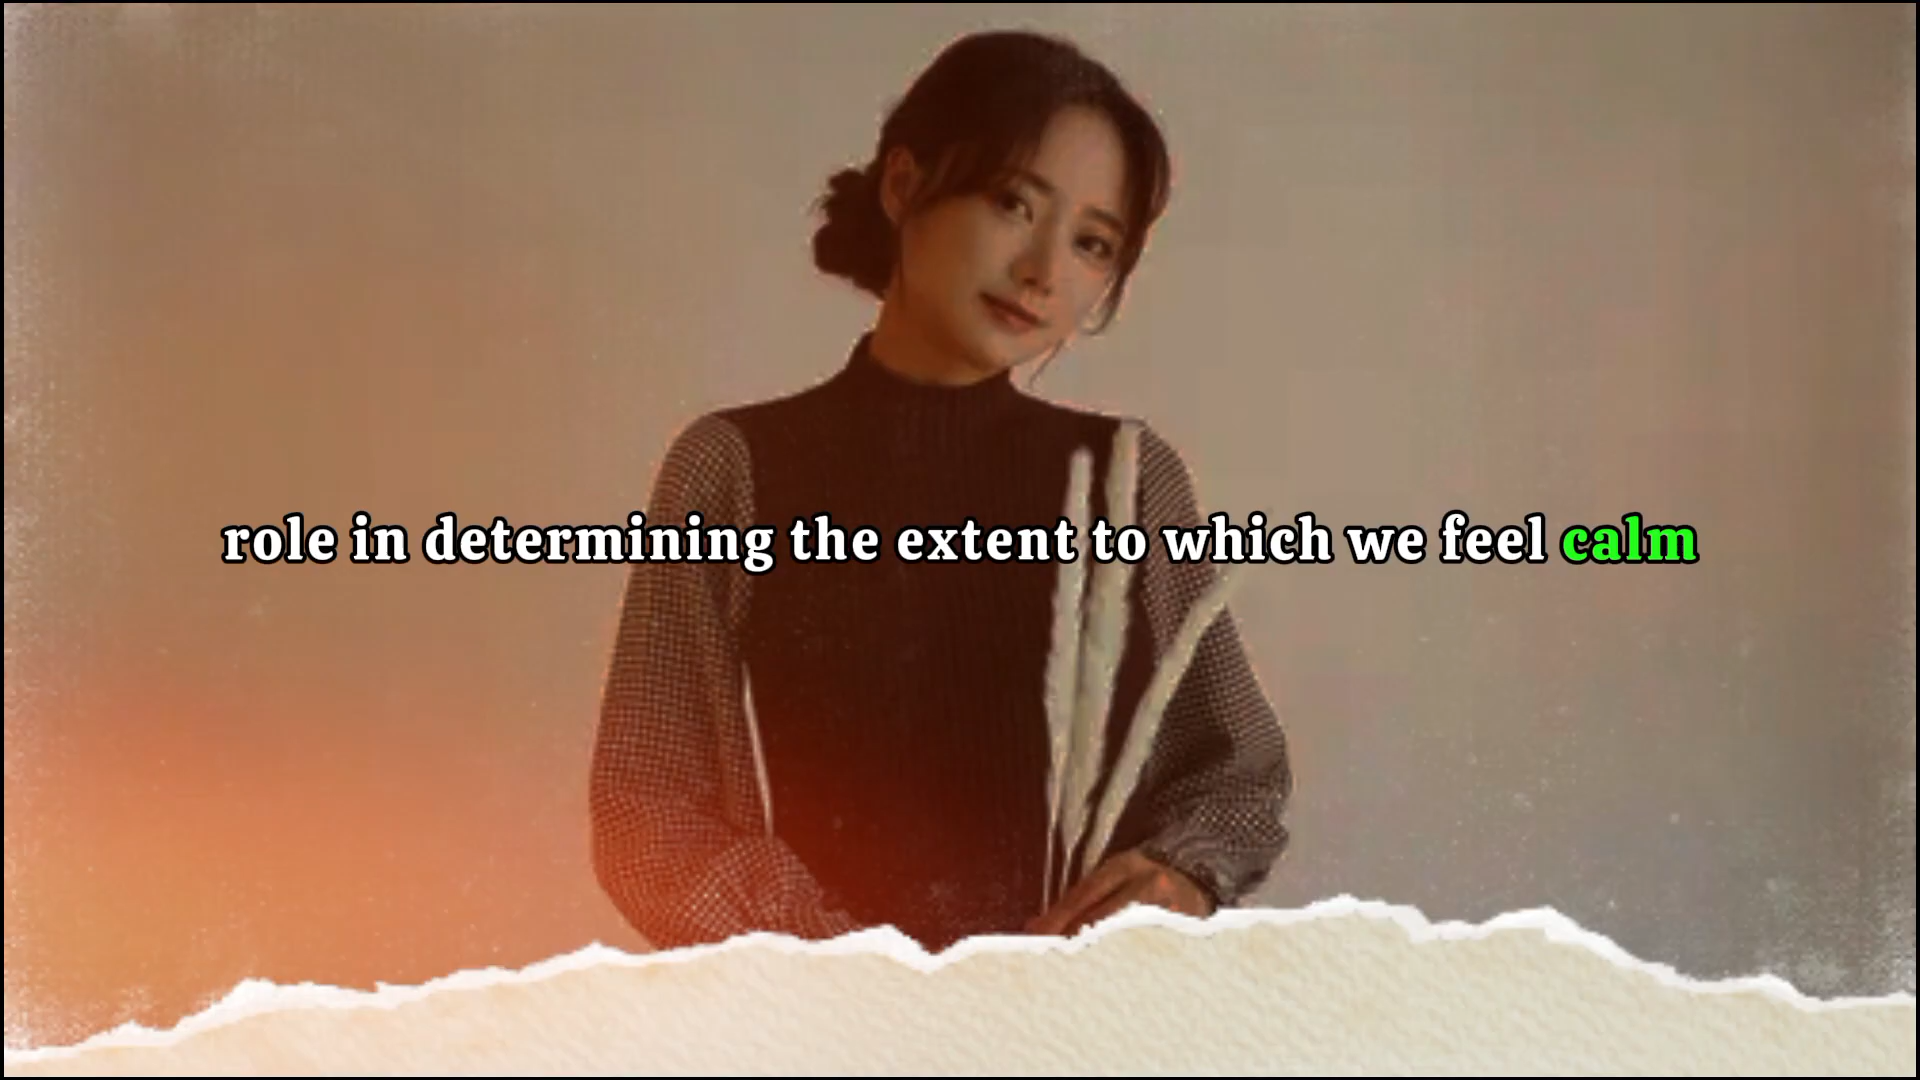 role in determining the extent to which we feel calm